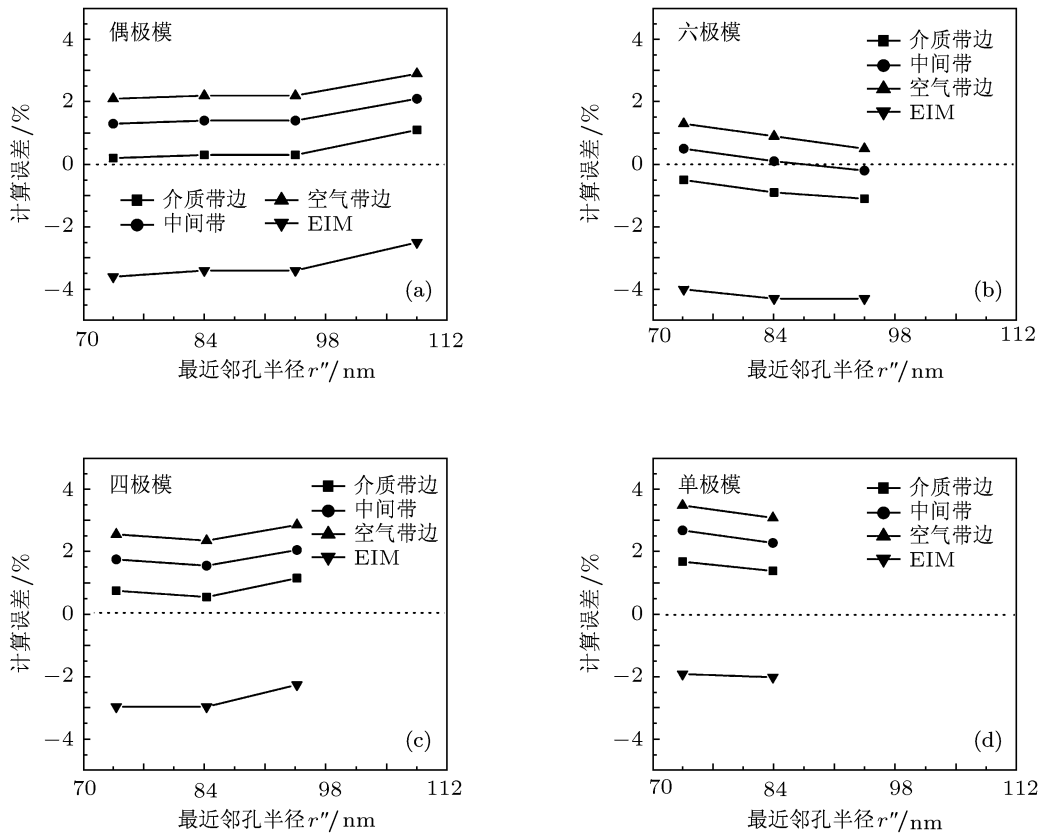 偶极模
4
2
0
−2
−4
计算误差/%
介质带边
空气带边
中间带
EIM
(a)
70
84
98
112
最近邻孔半径r″/nm
六极模
介质带边
中间带
空气带边
EIM
4
2
0
−2
−4
计算误差/%
(b)
70
84
98
112
最近邻孔半径r″/nm
四极模
介质带边
中间带
空气带边
EIM
4
2
0
−2
−4
计算误差/%
(c)
70
84
98
112
最近邻孔半径r″/nm
单极模
介质带边
中间带
空气带边
EIM
4
2
0
−2
−4
计算误差/%
(d)
70
84
98
112
最近邻孔半径r″/nm